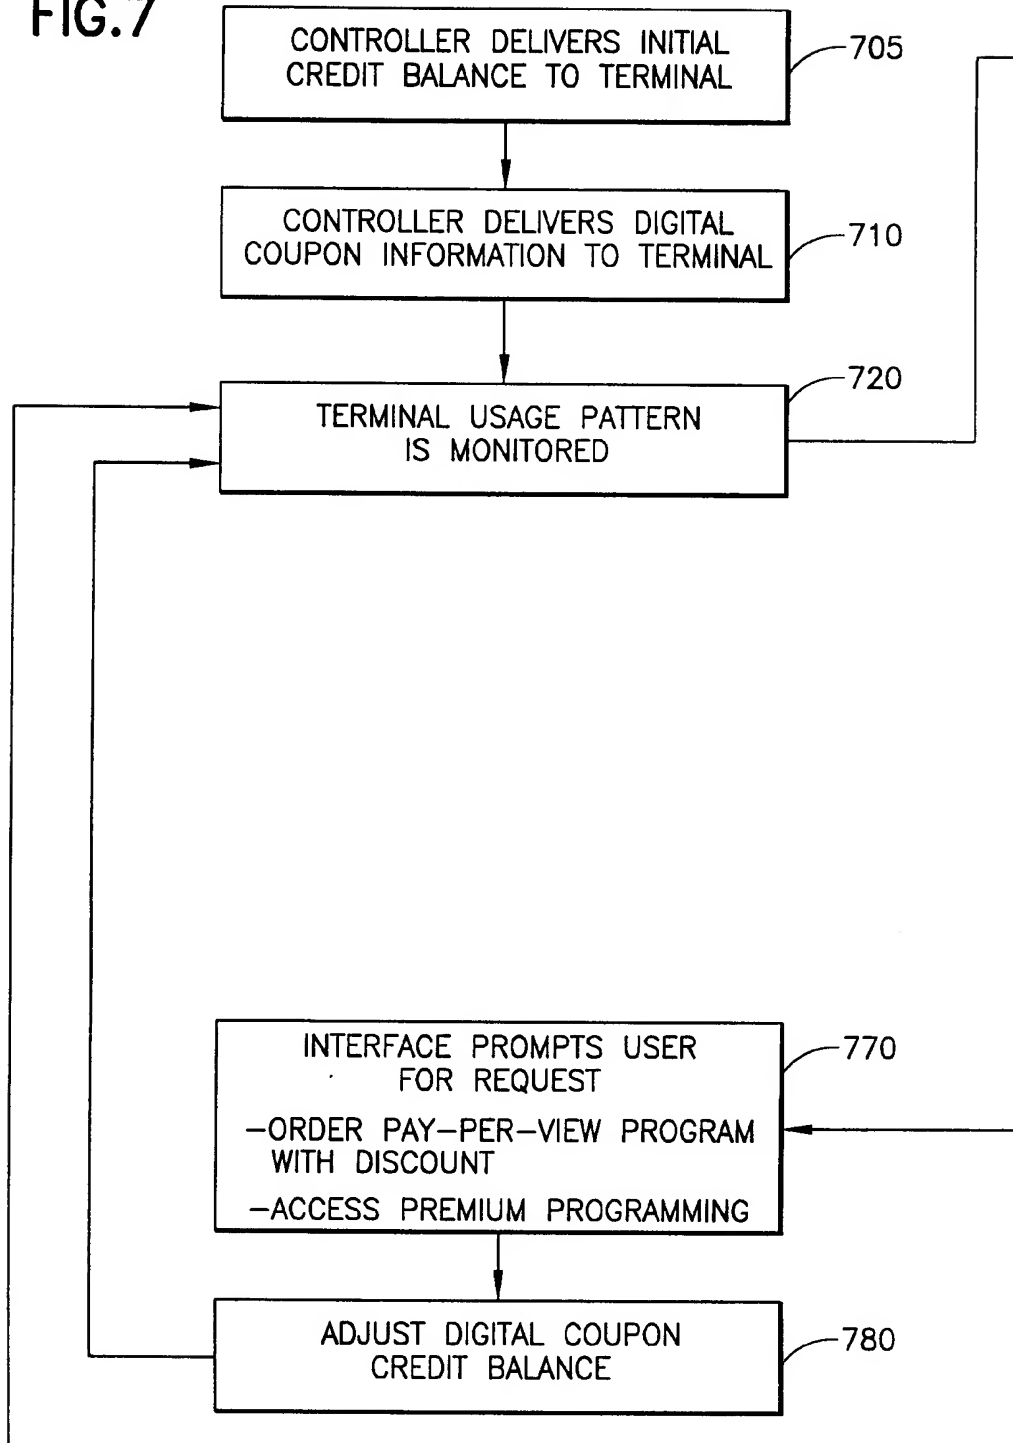 FIG.7
CONTROLLER DELIVERS INITIAL
CREDIT BALANCE TO TERMINAL
705
CONTROLLER DELIVERS DIGITAL
COUPON INFORMATION TO TERMINAL
710
TERMINAL USAGE PATTERN
IS MONITORED
720
INTERFACE PROMPTS USER
FOR REQUEST
-ORDER PAY-PER-VIEW PROGRAM
WITH DISCOUNT
-ACCESS PREMIUM PROGRAMMING
770
ADJUST DIGITAL COUPON
CREDIT BALANCE
780